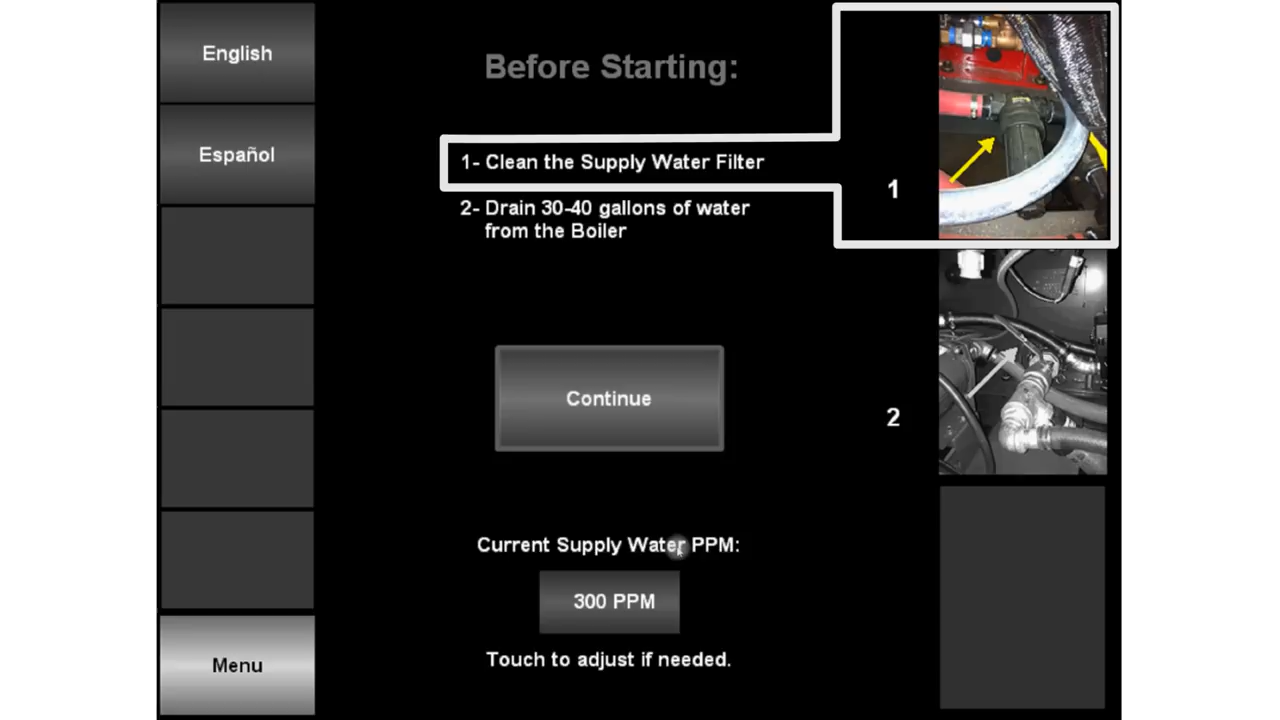 English
Español
Menu
Before Starting:
1- Clean the Supply Water Filter
2- Drain 30-40 gallons of water
from the Boiler
Continue
Current Supply Water PPM:
300 PPM
Touch to adjust if needed.
1
2